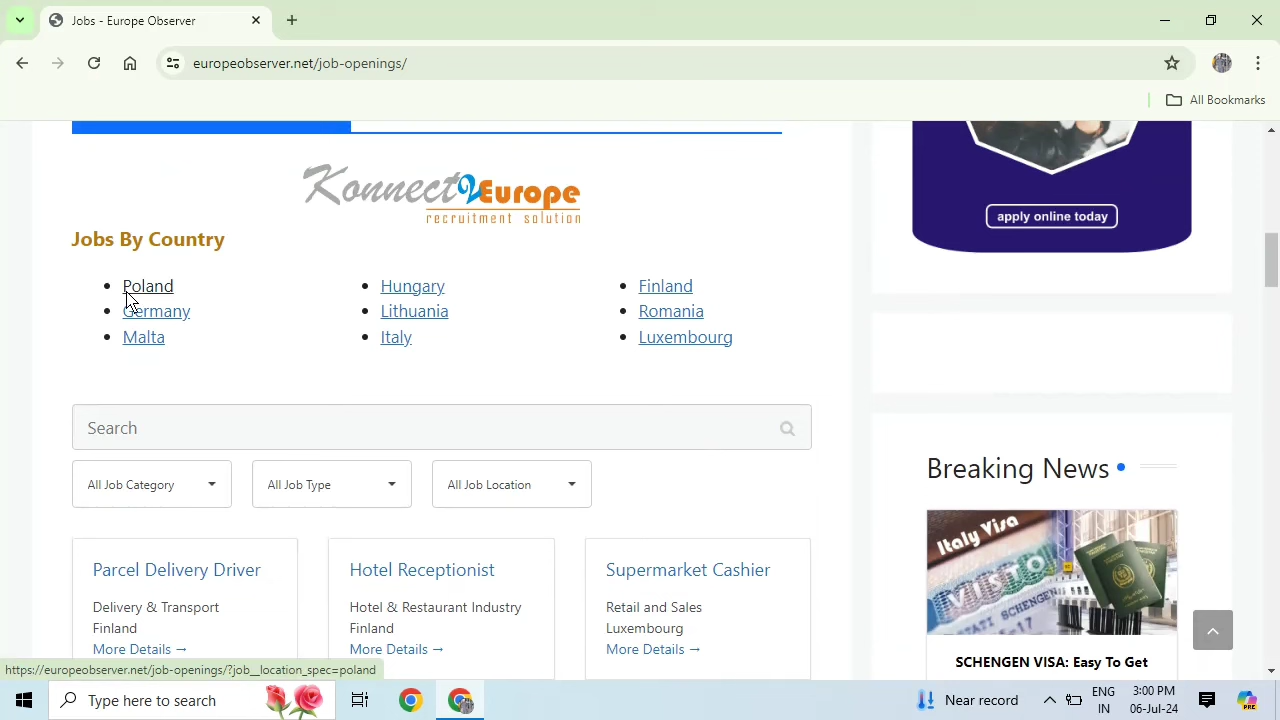 Jobs - Europe Observer
europeobserver.net/job-openings/
All Bookmarks
Konnect2Europe
recruitment solution
apply online today
Jobs By Country
Poland
Hungary
Finland
Germany
Lithuania
Romania
Malta
Italy
Luxembourg
Search
All Job Category
All Job Type
All Job Location
Breaking News
Italy Visa
VISTO
SCHENGEN VISA: Easy To Get
Parcel Delivery Driver
Delivery & Transport
Finland
More Details →
Hotel Receptionist
Hotel & Restaurant Industry
Finland
More Details →
Supermarket Cashier
Retail and Sales
Luxembourg
More Details →
https://europeobserver.net/job-openings/?job__location_spec=poland
Type here to search
Near record
ENG
IN
3:00 PM
06-Jul-24